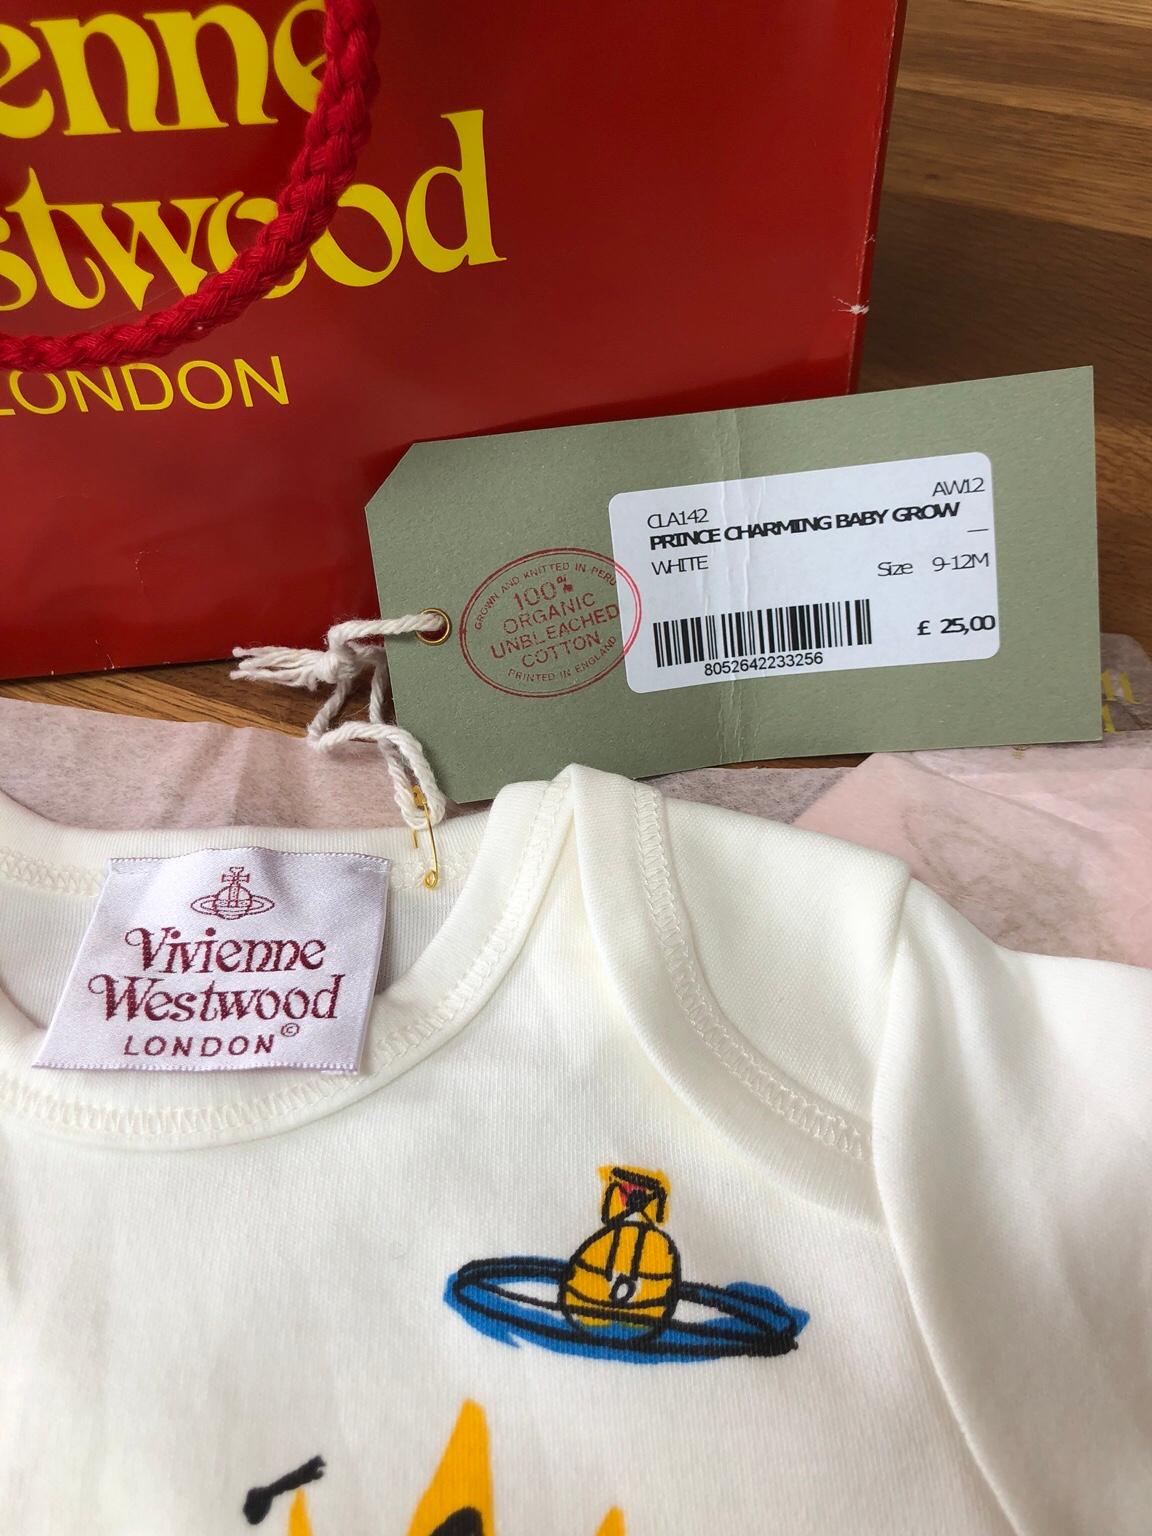 enne
stwood
LONDON
AW12
CLA142
PRINCE CHARMING BABY GROW
—
WHITE
Size 9-12M
£ 25,00
8052642233256
GROWN AND KNITTED IN PERU
100%
ORGANIC
UNBLEACHED
COTTON
PRINTED IN ENGLAND
Vivienne
Westwood
LONDON©